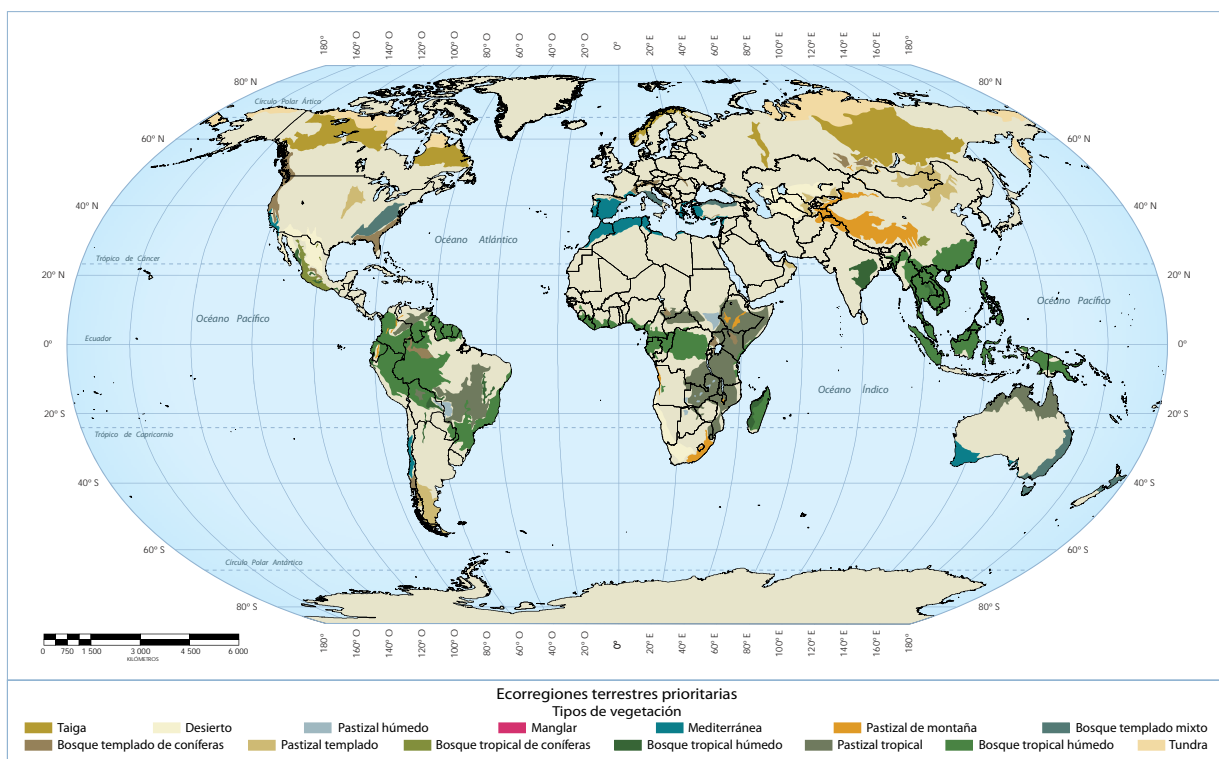 180° 160° O 140° O 120° O 100° O 80° O 60° O 40° O 20° O 0° 20° E 40° E 60° E 80° E 100° E 120° E 140° E 160° E 180°
80° N 80° N
Círculo Polar Ártico
60° N 60° N
40° N 40° N
Océano Atlántico
Trópico de Cáncer
20° N 20° N
Océano Pacífico Océano Pacífico
Ecuador
0° 0°
Océano Índico
20° S 20° S
Trópico de Capricornio
40° S 40° S
60° S 60° S
Círculo Polar Antártico
80° S 80° S
0 750 1 500 3 000 4 500 6 000
KILÓMETROS
180° 160° O 140° O 120° O 100° O 80° O 60° O 40° O 20° O 0° 20° E 40° E 60° E 80° E 100° E 120° E 140° E 160° E 180°
Ecorregiones terrestres prioritarias
Tipos de vegetación
Taiga Desierto Pastizal húmedo Manglar Mediterránea Pastizal de montaña Bosque templado mixto
Bosque templado de coníferas Pastizal templado Bosque tropical de coníferas Bosque tropical húmedo Pastizal tropical Bosque tropical húmedo Tundra